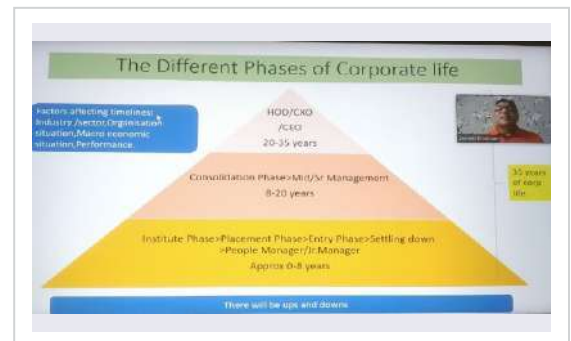 The Different Phases of Corporate life
Factors affecting timelines:
Industry /sector,Organisation
situation,Macro economic
situation,Performance.
HOD/CXO
/CEO
20-35 years
Consolidation Phase>Mid/Sr Management
8-20 years
35 years
of corp
life
Institute Phase>Placement Phase>Entry Phase>Settling down
>People Manager/Jr.Manager
Approx 0-8 years
There will be ups and downs